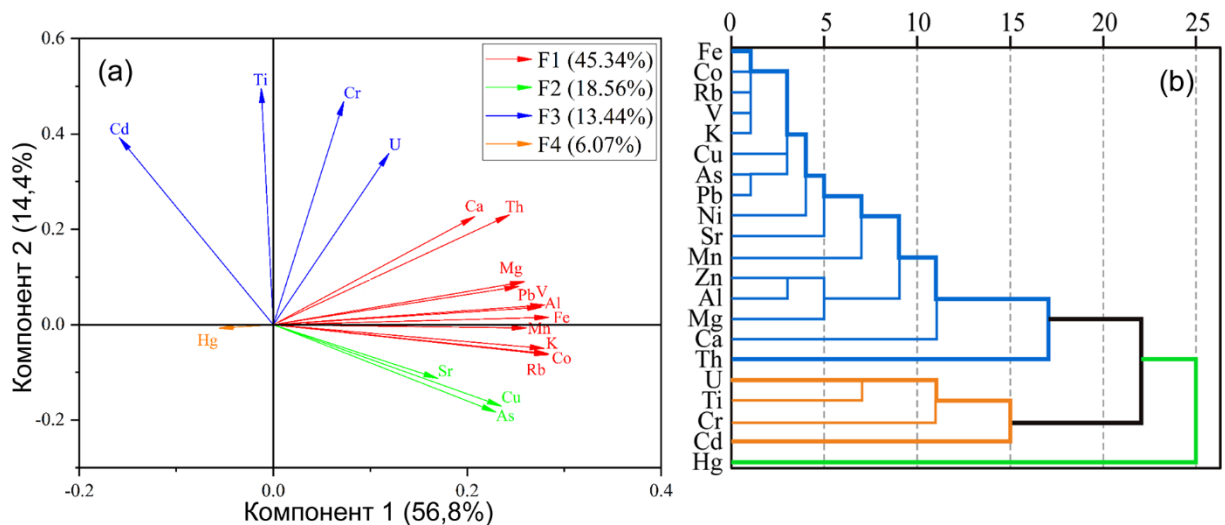 (a)
F1 (45.34%)
F2 (18.56%)
F3 (13.44%)
F4 (6.07%)
0.6
0.4
0.2
0.0
-0.2
Компонент 2 (14,4%)
Ti
Cr
Cd
U
Ca
Th
Mg
Pb
V
Al
Fe
Mn
K
Co
Rb
Hg
Sr
Cu
As
-0.2
0.0
0.2
0.4
Компонент 1 (56,8%)
(b)
0 5 10 15 20 25
Fe
Co
Rb
V
K
Cu
As
Pb
Ni
Sr
Mn
Zn
Al
Mg
Ca
Th
U
Ti
Cr
Cd
Hg